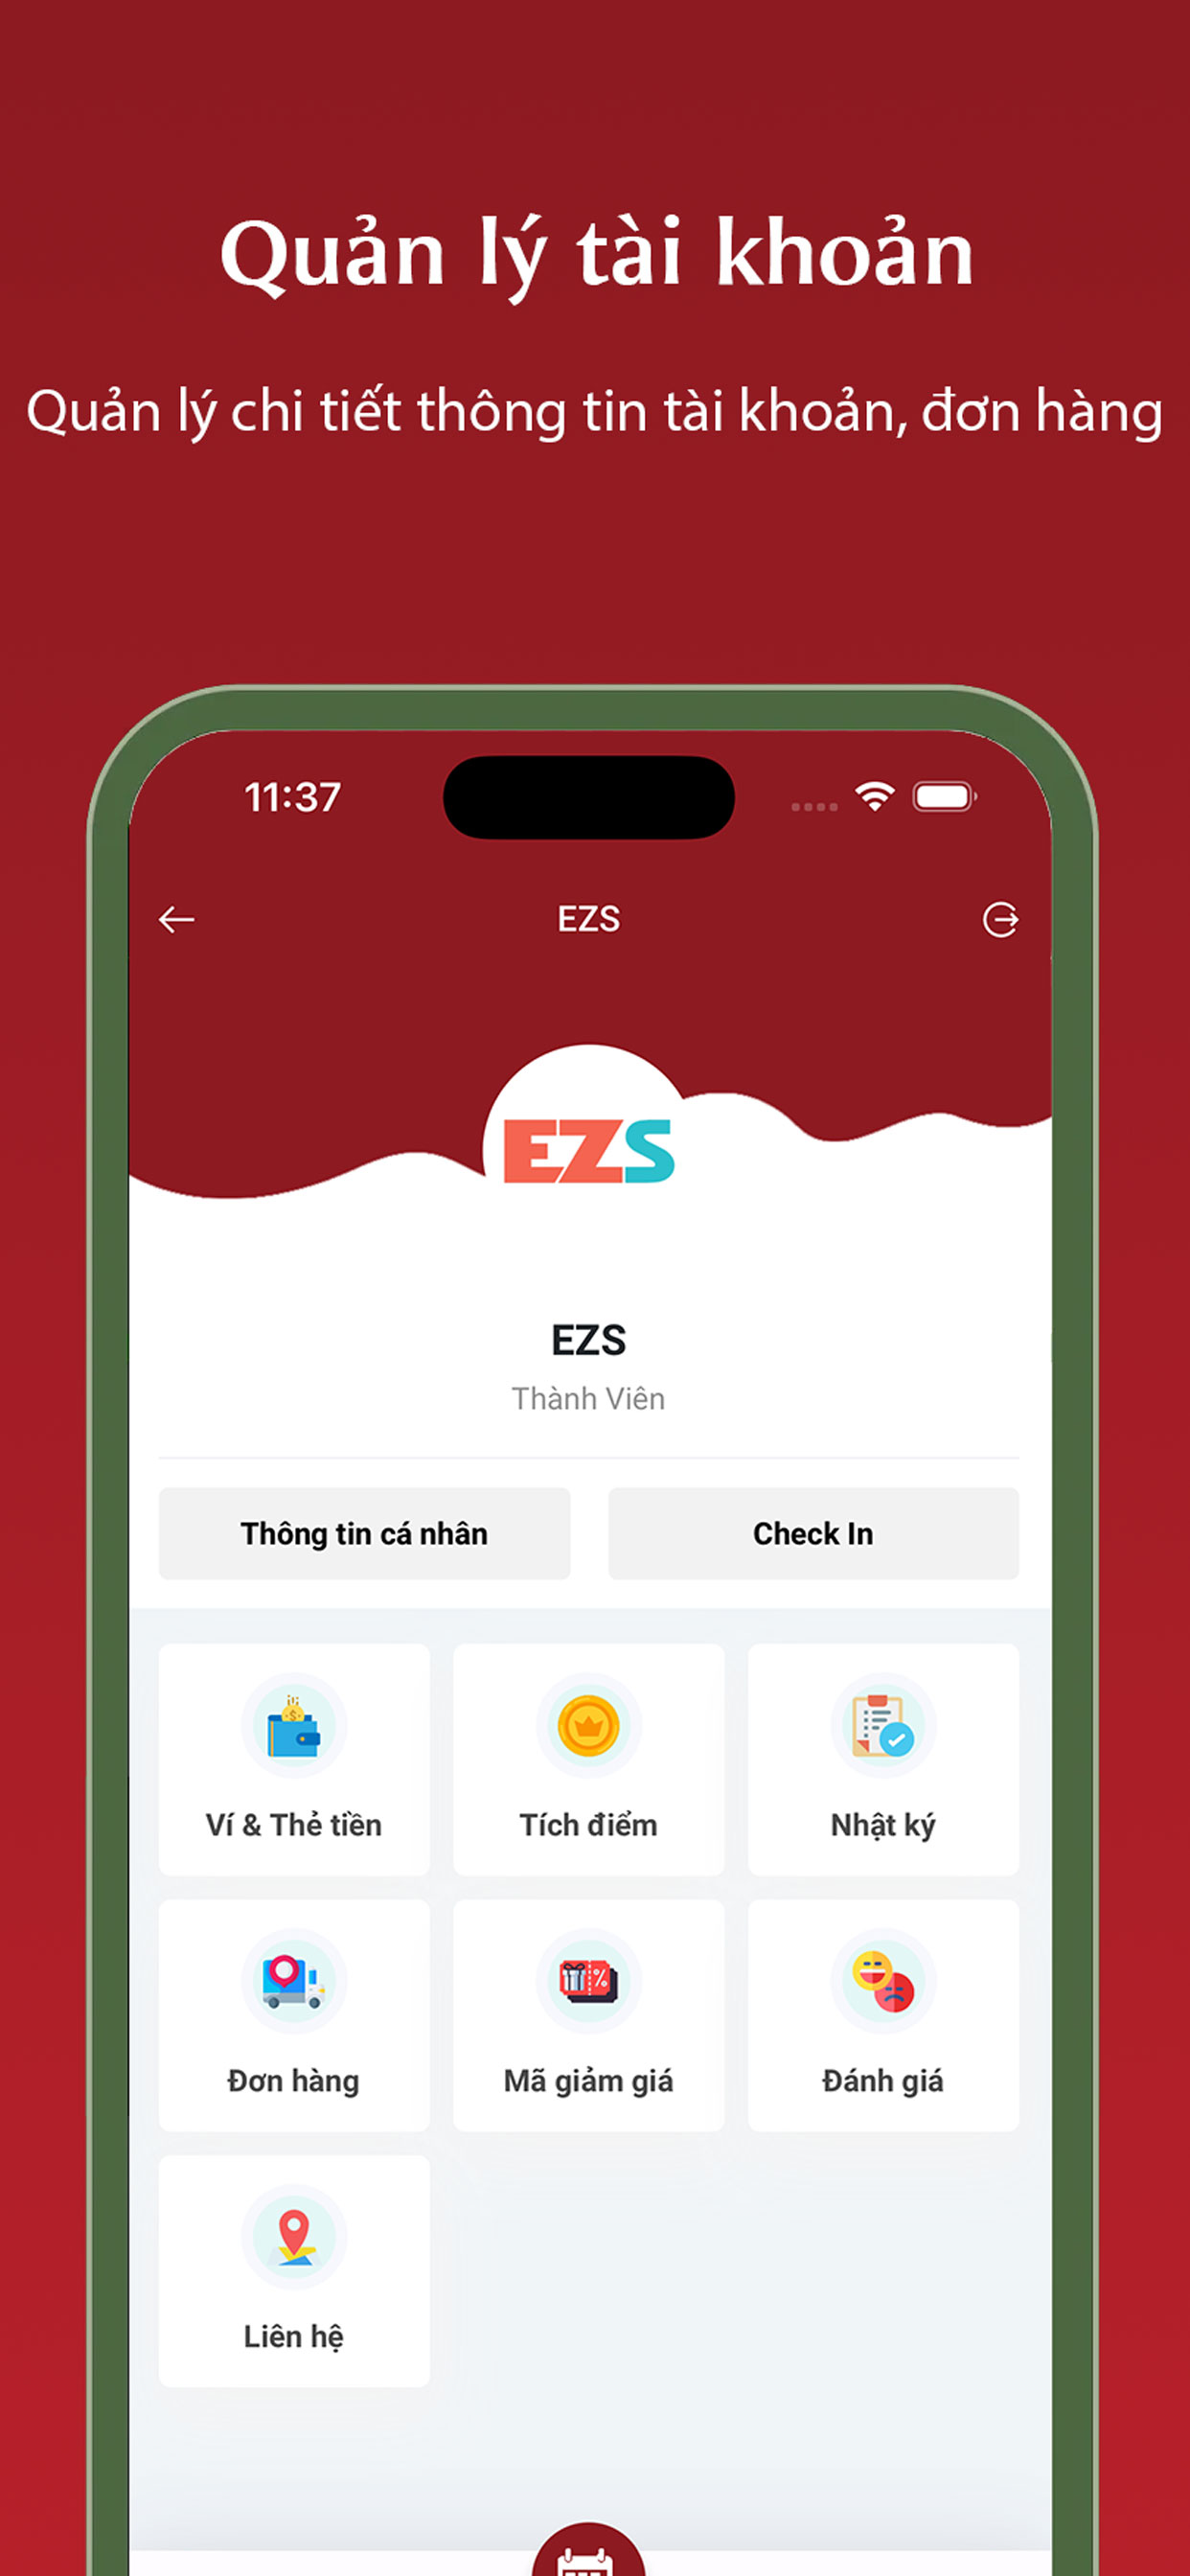 Quản lý tài khoản
Quản lý chi tiết thông tin tài khoản, đơn hàng
11:37
EZS
EZS
EZS
Thành Viên
Thông tin cá nhân
Check In
Ví & Thẻ tiền
Tích điểm
Nhật ký
Đơn hàng
Mã giảm giá
Đánh giá
Liên hệ